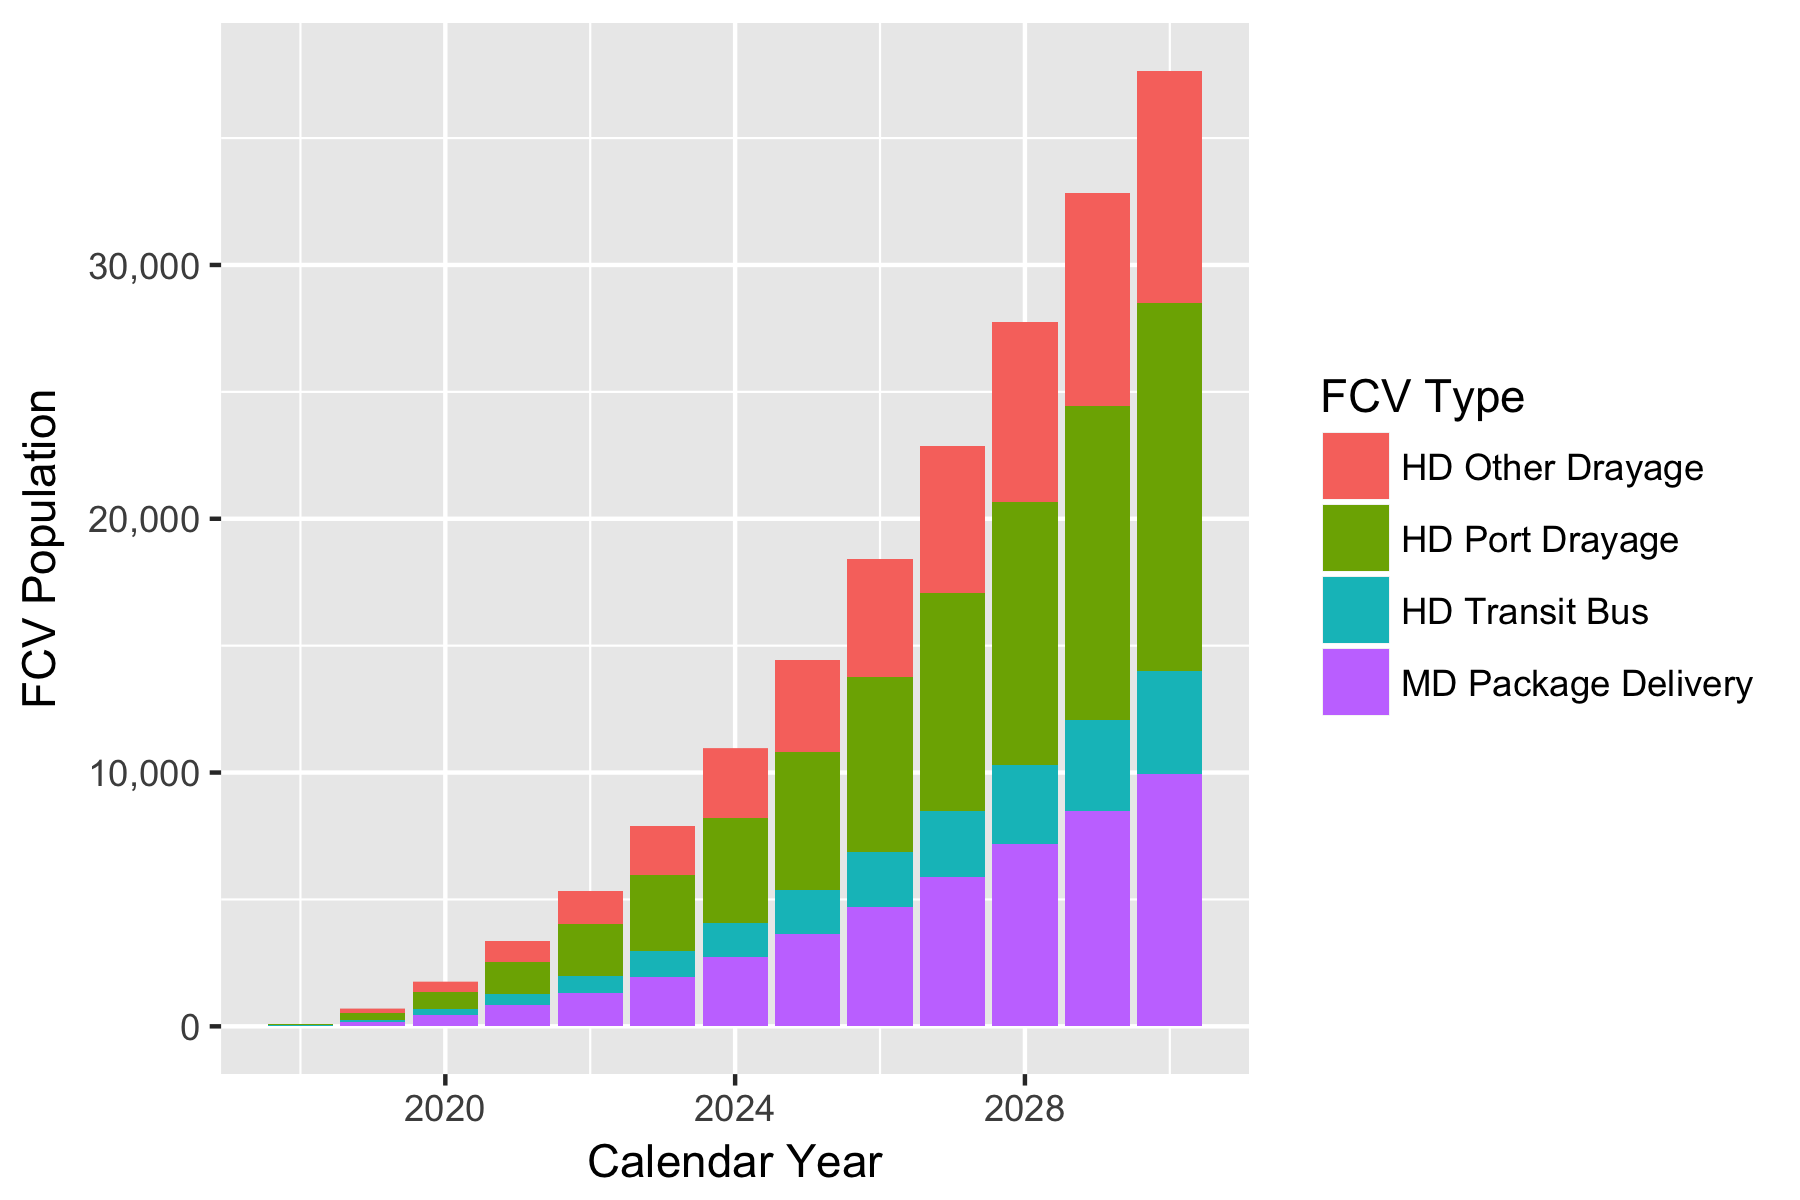 FCV Population
30,000
20,000
10,000
0
2020 2024 2028
Calendar Year
FCV Type
HD Other Drayage
HD Port Drayage
HD Transit Bus
MD Package Delivery